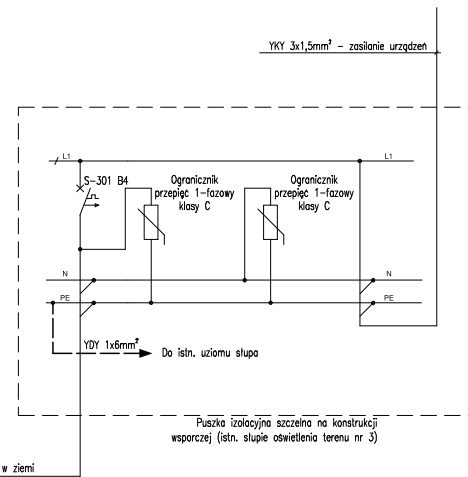 YKY 3x1,5mm² - zasilanie urządzeń
L1
L1
S-301 B4
Ogranicznik
przepięć 1-fazowy
klasy C
Ogranicznik
przepięć 1-fazowy
klasy C
N
N
PE
PE
YDY 1x6mm²
Do istn. uziomu słupa
Puszka izolacyjna szczelna na konstrukcji
wsporczej (istn. słupie oświetlenia terenu nr 3)
w ziemi